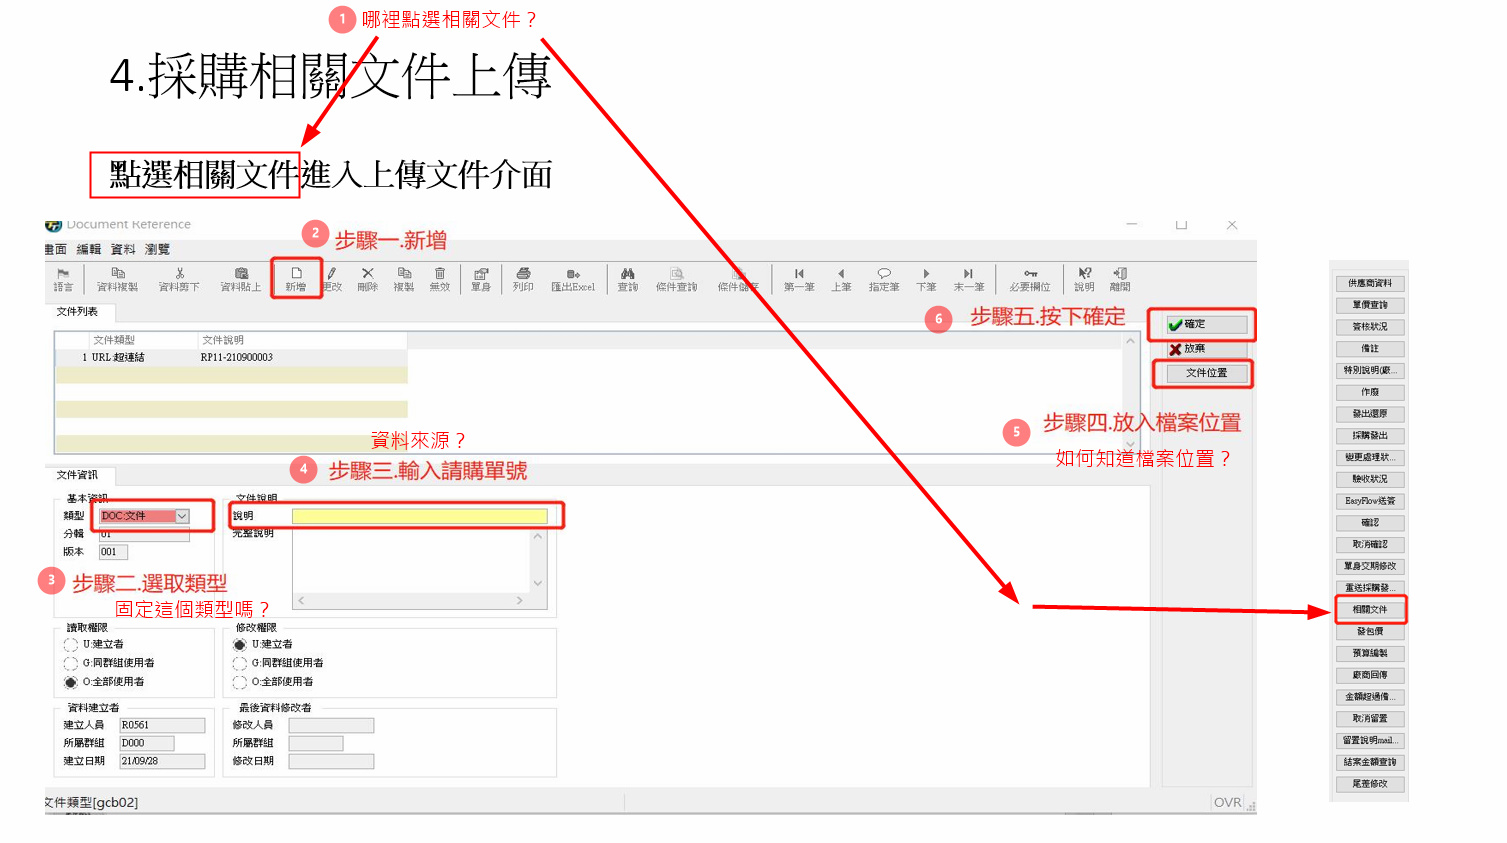 1 哪裡點選相關文件？
4.採購相關文件上傳
點選相關文件進入上傳文件介面
Document Reference
畫面 編輯 資料 瀏覽
2 步驟一.新增
語言 資料複製 資料剪下 資料貼上 新增 更改 刪除 複製 無效 單身 列印 匯出Excel 查詢 條件查詢 條件儲存 第一筆 上筆 指定筆 下筆 末一筆 必要欄位 說明 離開
文件列表
6 步驟五.按下確定
確定
放棄
文件位置
文件類型 文件說明
1 URL:超連結 RP11-210900003
5 步驟四.放入檔案位置
如何知道檔案位置？
資料來源？
4 步驟三.輸入請購單號
文件資訊
基本資訊
類型 DOC:文件
分輯 01
版本 001
文件說明
說明
完整說明
3 步驟二.選取類型
固定這個類型嗎？
讀取權限
U:建立者
G:同群組使用者
O:全部使用者
修改權限
U:建立者
G:同群組使用者
O:全部使用者
資料建立者
建立人員 R0561
所屬群組 D000
建立日期 21/09/28
最後資料修改者
修改人員
所屬群組
修改日期
文件類型[gcb02]
OVR
供應商資料
單價查詢
簽核狀況
備註
特別說明(廠...
作廢
發出還原
採購發出
變更處理狀...
驗收狀況
EasyFlow送簽
確認
取消確認
單身交期修改
重送採購發...
相關文件
發包價
預算編製
廠商回傳
金額超過備...
取消留置
留置說明mail...
結案金額查詢
尾差修改